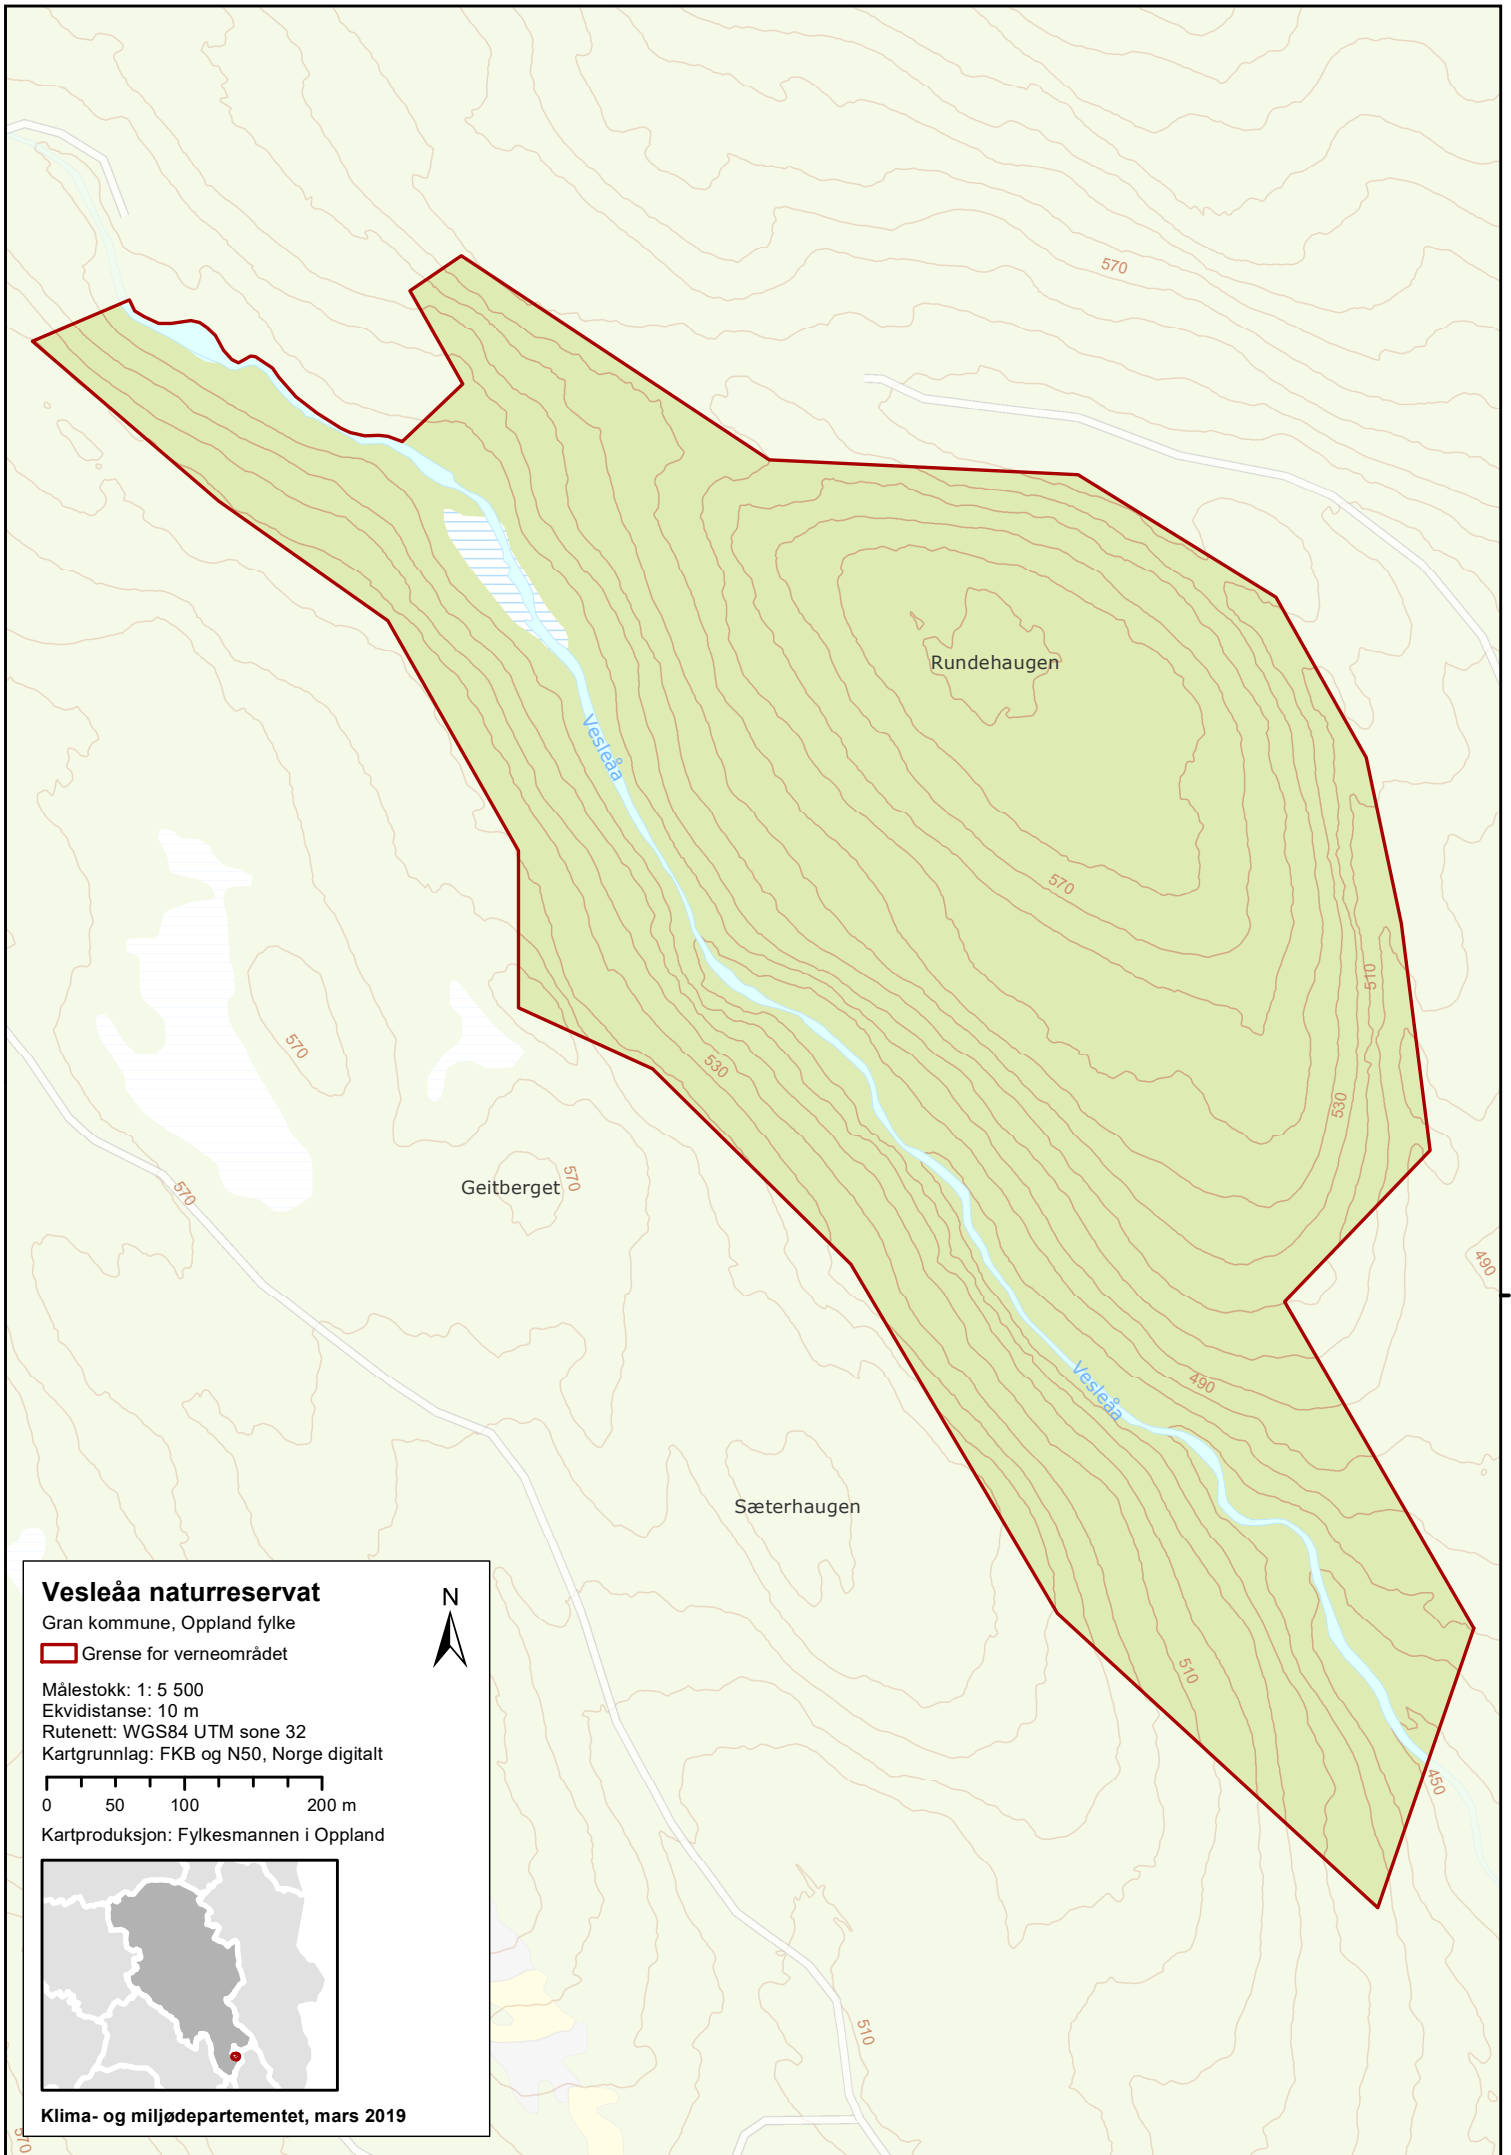 570
Rundehaugen
Vesleåa
570
510
570
530
530
Geitberget
570
570
490
Vesleåa
490
Sæterhaugen
510
450
510
570
Vesleåa naturreservat
N
Gran kommune, Oppland fylke
Grense for verneområdet
Målestokk: 1: 5 500
Ekvidistanse: 10 m
Rutenett: WGS84 UTM sone 32
Kartgrunnlag: FKB og N50, Norge digitalt
0 50 100 200 m
Kartproduksjon: Fylkesmannen i Oppland
Klima- og miljødepartementet, mars 2019